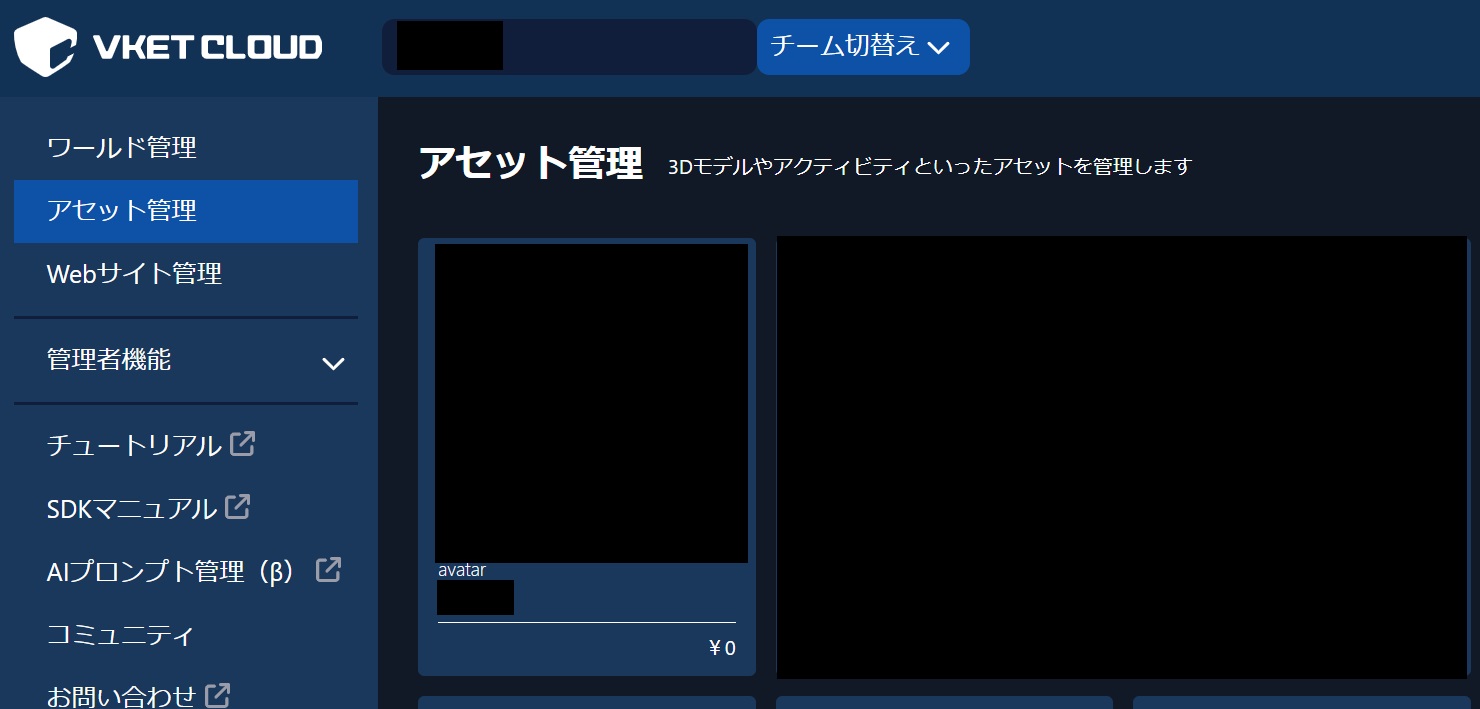 VKET CLOUD
チーム切替え
ワールド管理
アセット管理
Webサイト管理
管理者機能
チュートリアル
SDKマニュアル
AIプロンプト管理（β）
コミュニティ
お問い合わせ
アセット管理
3Dモデルやアクティビティといったアセットを管理します
avatar
¥0